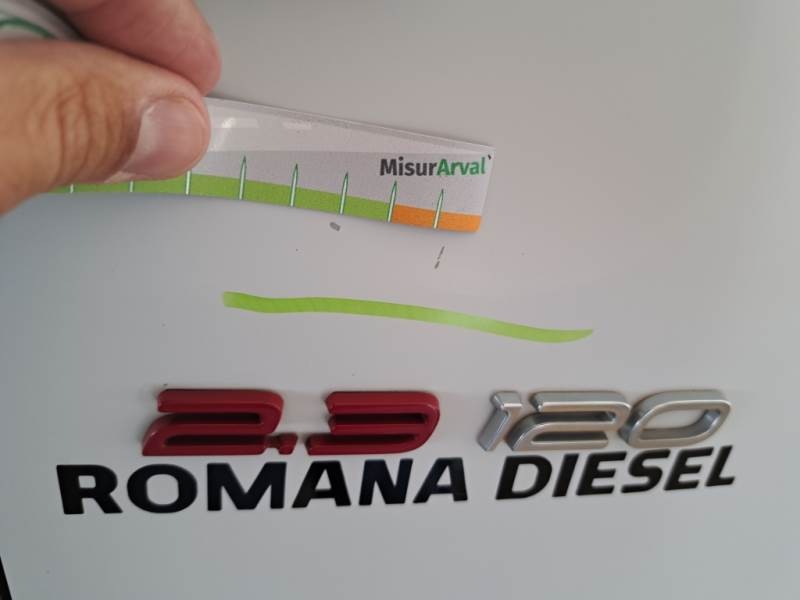 MisurArval
2.3 120
ROMANA DIESEL